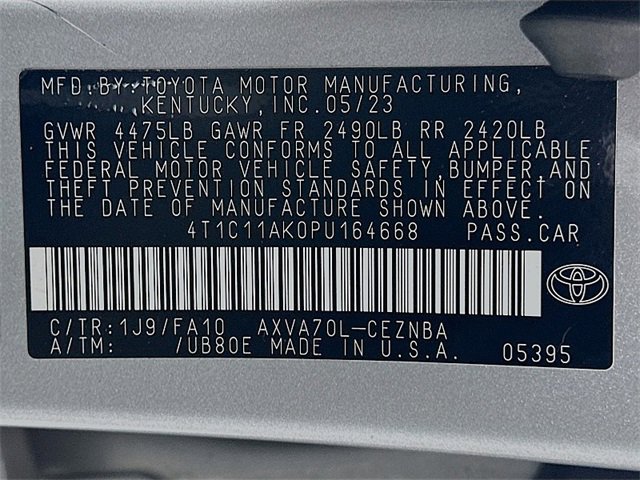 MFD.BY TOYOTA MOTOR MANUFACTURING,
KENTUCKY,INC.05/23
GVWR 4475LB GAWR FR 2490LB RR 2420LB
THIS VEHICLE CONFORMS TO ALL APPLICABLE
FEDERAL MOTOR VEHICLE SAFETY,BUMPER,AND
THEFT PREVENTION STANDARDS IN EFFECT ON
THE DATE OF MANUFACTURE SHOWN ABOVE.
4T1C11AK0PU164668 PASS.CAR
C/TR:1J9/FA10 AXVA70L-CEZNBA
A/TM: /UB80E MADE IN U.S.A. 05395